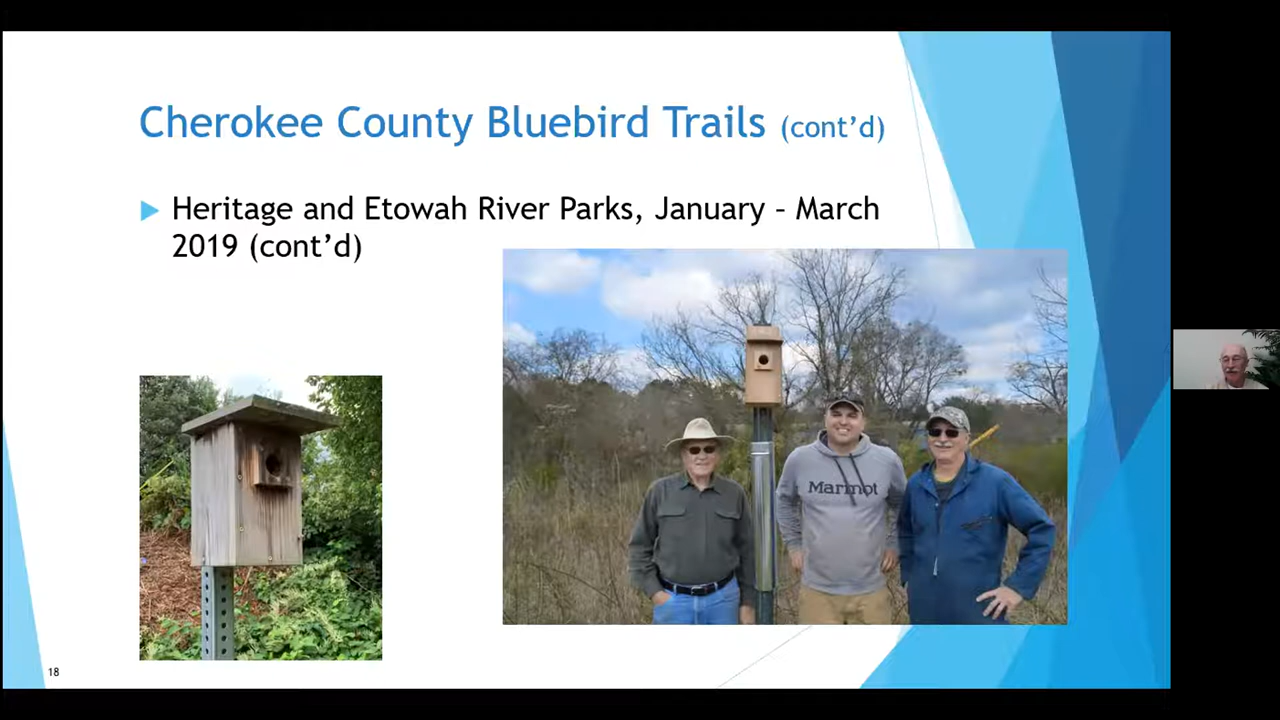 Cherokee County Bluebird Trails (cont’d)
Heritage and Etowah River Parks, January – March
2019 (cont’d)
Marmot
18